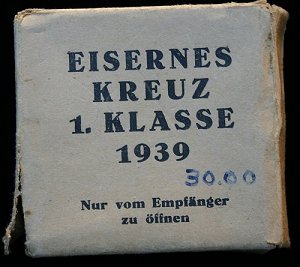 EISERNES
KREUZ
1. KLASSE
1939
30.00
Nur vom Empfänger
zu öffnen